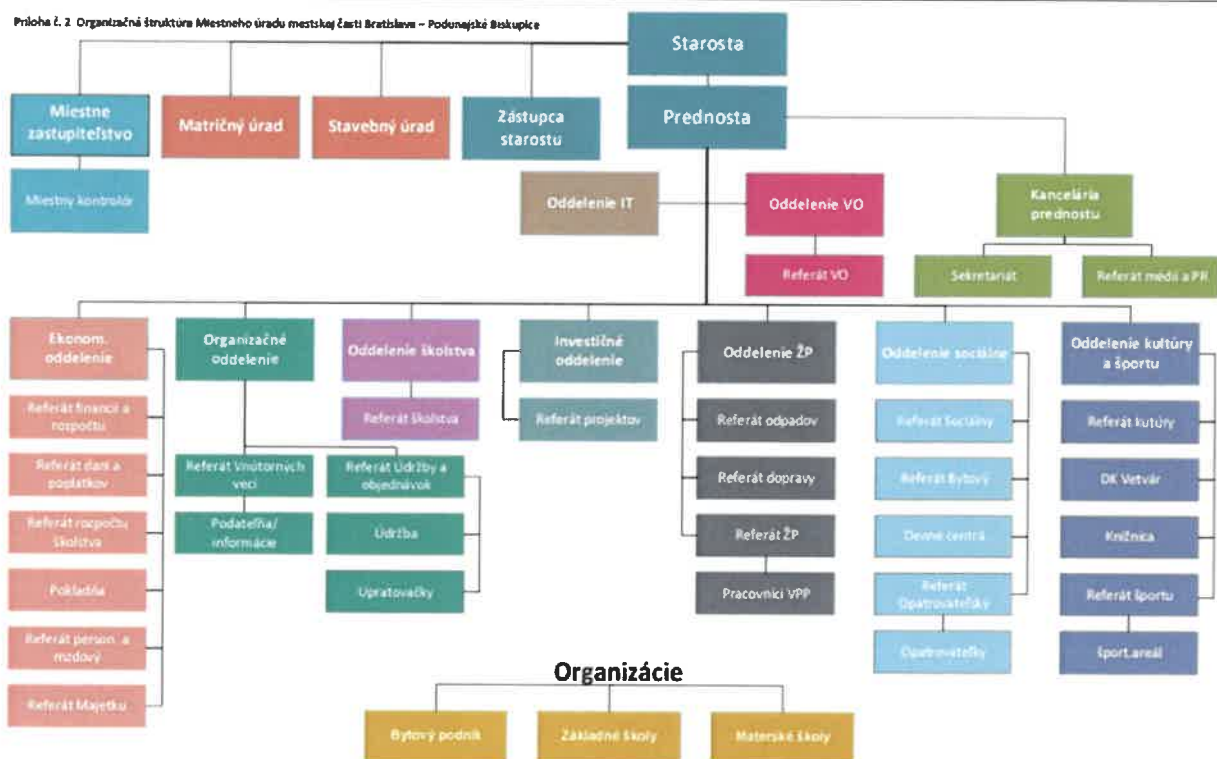 Príloha č. 2 Organizačná štruktúra Miestneho úradu mestskej časti Bratislava – Podunajské Biskupice
Starosta
Miestne
zastupiteľstvo
Matričný úrad
Stavebný úrad
Zástupca
starostu
Prednosta
Miestny kontrolór
Oddelenie IT
Oddelenie VO
Kancelária
prednostu
Referát VO
Sekretariát
Referát médií a PR
Ekonom.
oddelenie
Organizačné
oddelenie
Oddelenie školstva
Investičné
oddelenie
Oddelenie ŽP
Oddelenie sociálne
Oddelenie kultúry
a športu
Referát financií a
rozpočtu
Referát školstva
Referát projektov
Referát odpadov
Referát Sociálny
Referát kutúry
Referát daní a
poplatkov
Referát Vnútorných
vecí
Referát Údržby a
objednávok
Referát dopravy
Referát Bytový
DK Vetvár
Referát rozpočtu
školstva
Podateľňa/
informácie
Údržba
Referát ŽP
Denné centrá
Knižnica
Pokladňa
Upratovačky
Pracovníci VPP
Referát
Opatrovateľský
Referát športu
Referát person. a
mzdový
Opatrovateľky
Šport.areál
Referát Majetku
Organizácie
Bytový podnik
Základné školy
Materské školy